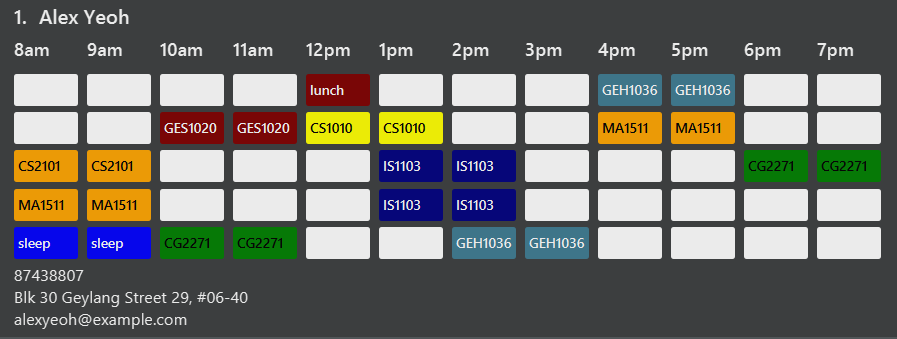 1. Alex Yeoh
8am 9am 10am 11am 12pm 1pm 2pm 3pm 4pm 5pm 6pm 7pm
lunch GEH1036 GEH1036
GES1020 GES1020 CS1010 CS1010 MA1511 MA1511
CS2101 CS2101 IS1103 IS1103 CG2271 CG2271
MA1511 MA1511 IS1103 IS1103
sleep sleep CG2271 CG2271 GEH1036 GEH1036
87438807
Blk 30 Geylang Street 29, #06-40
alexyeoh@example.com